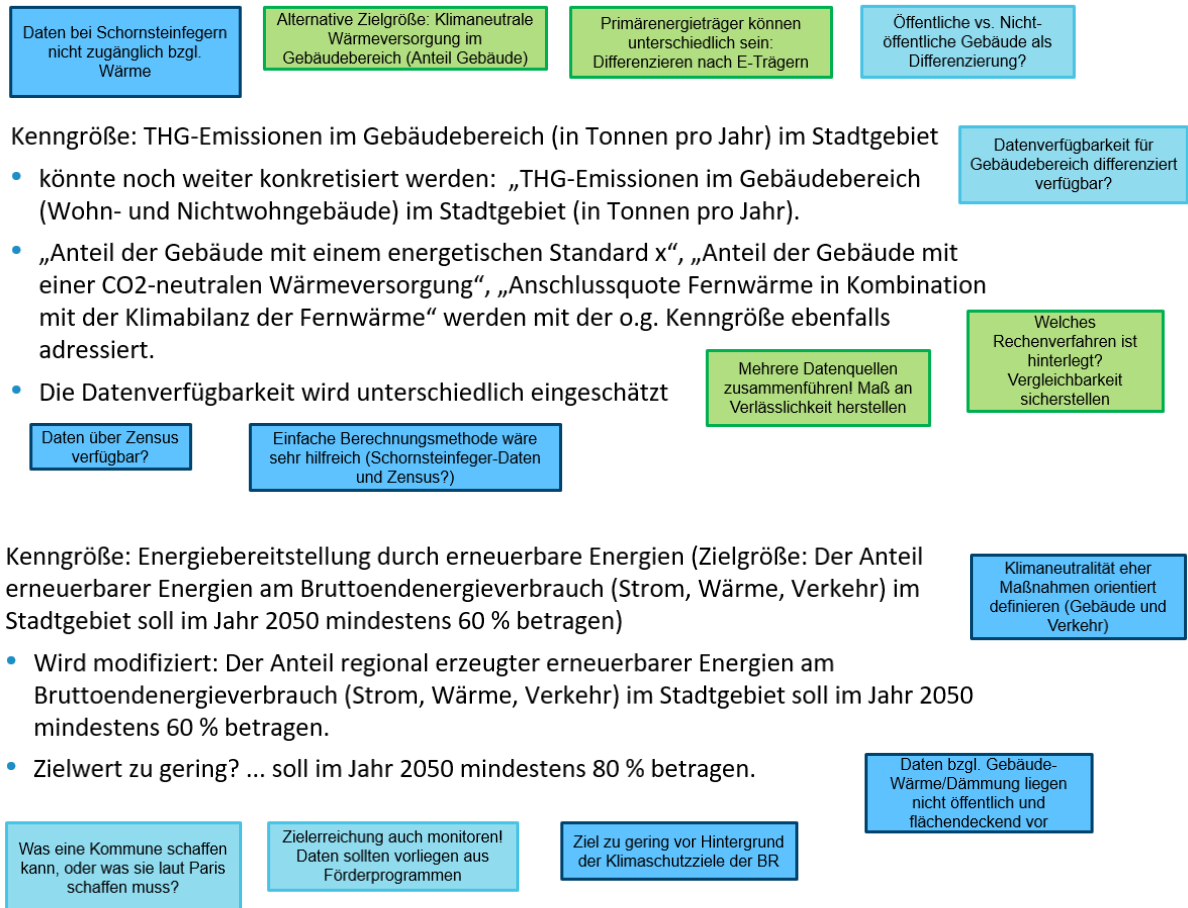 Daten bei Schornsteinfegern
nicht zugänglich bzgl.
Wärme
Alternative Zielgröße: Klimaneutrale
Wärmeversorgung im
Gebäudebereich (Anteil Gebäude)
Primärenergieträger können
unterschiedlich sein:
Differenzieren nach E-Trägern
Öffentliche vs. Nicht-
öffentliche Gebäude als
Differenzierung?
Kenngröße: THG-Emissionen im Gebäudebereich (in Tonnen pro Jahr) im Stadtgebiet
Datenverfügbarkeit für
Gebäudebereich differenziert
verfügbar?
• könnte noch weiter konkretisiert werden: „THG-Emissionen im Gebäudebereich
(Wohn- und Nichtwohngebäude) im Stadtgebiet (in Tonnen pro Jahr).
• „Anteil der Gebäude mit einem energetischen Standard x“, „Anteil der Gebäude mit
einer CO2-neutralen Wärmeversorgung“, „Anschlussquote Fernwärme in Kombination
mit der Klimabilanz der Fernwärme“ werden mit der o.g. Kenngröße ebenfalls
adressiert.
Welches
Rechenverfahren ist
hinterlegt?
Vergleichbarkeit
sicherstellen
Mehrere Datenquellen
zusammenführen! Maß an
Verlässlichkeit herstellen
• Die Datenverfügbarkeit wird unterschiedlich eingeschätzt
Daten über Zensus
verfügbar?
Einfache Berechnungsmethode wäre
sehr hilfreich (Schornsteinfeger-Daten
und Zensus?)
Kenngröße: Energiebereitstellung durch erneuerbare Energien (Zielgröße: Der Anteil
erneuerbarer Energien am Bruttoendenergieverbrauch (Strom, Wärme, Verkehr) im
Stadtgebiet soll im Jahr 2050 mindestens 60 % betragen)
Klimaneutralität eher
Maßnahmen orientiert
definieren (Gebäude und
Verkehr)
• Wird modifiziert: Der Anteil regional erzeugter erneuerbarer Energien am
Bruttoendenergieverbrauch (Strom, Wärme, Verkehr) im Stadtgebiet soll im Jahr 2050
mindestens 60 % betragen.
• Zielwert zu gering? ... soll im Jahr 2050 mindestens 80 % betragen.
Daten bzgl. Gebäude-
Wärme/Dämmung liegen
nicht öffentlich und
flächendeckend vor
Was eine Kommune schaffen
kann, oder was sie laut Paris
schaffen muss?
Zielerreichung auch monitoren!
Daten sollten vorliegen aus
Förderprogrammen
Ziel zu gering vor Hintergrund
der Klimaschutzziele der BR